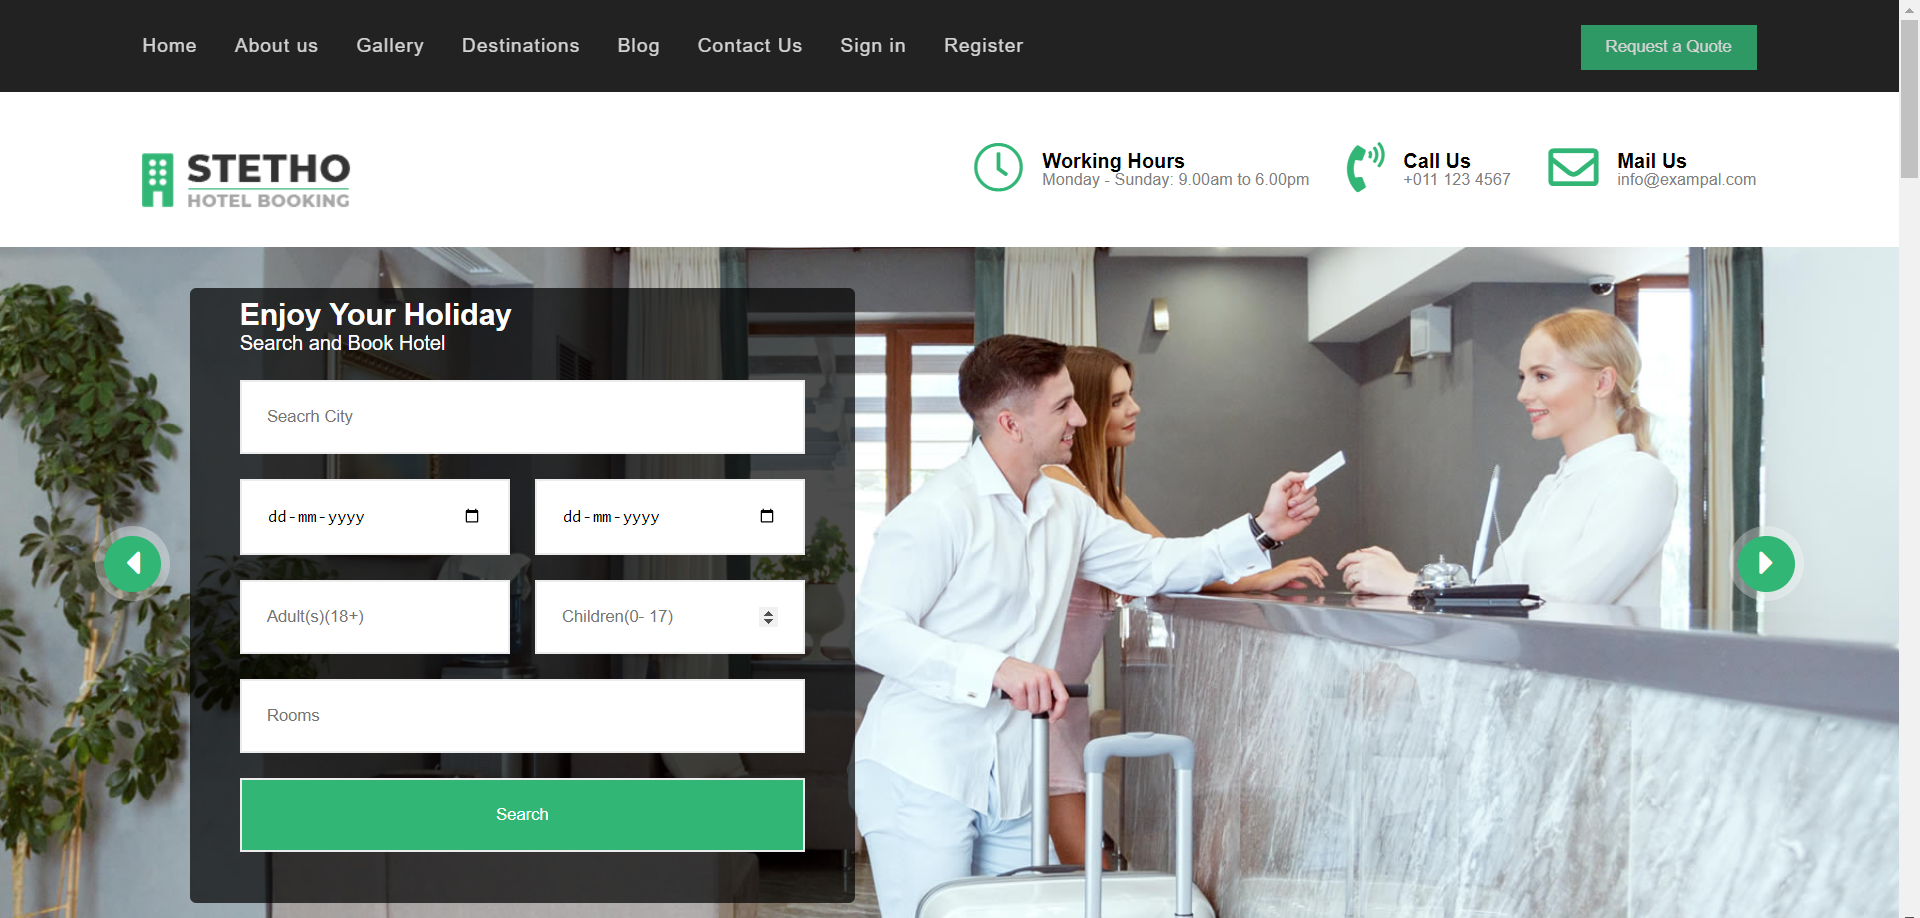 Home About us Gallery Destinations Blog Contact Us Sign in Register Request a Quote
STETHO
HOTEL BOOKING
Working Hours
Monday - Sunday: 9.00am to 6.00pm
Call Us
+011 123 4567
Mail Us
info@exampal.com
Enjoy Your Holiday
Search and Book Hotel
Seacrh City
dd-mm-yyyy dd-mm-yyyy
Adult(s)(18+) Children(0- 17)
Rooms
Search